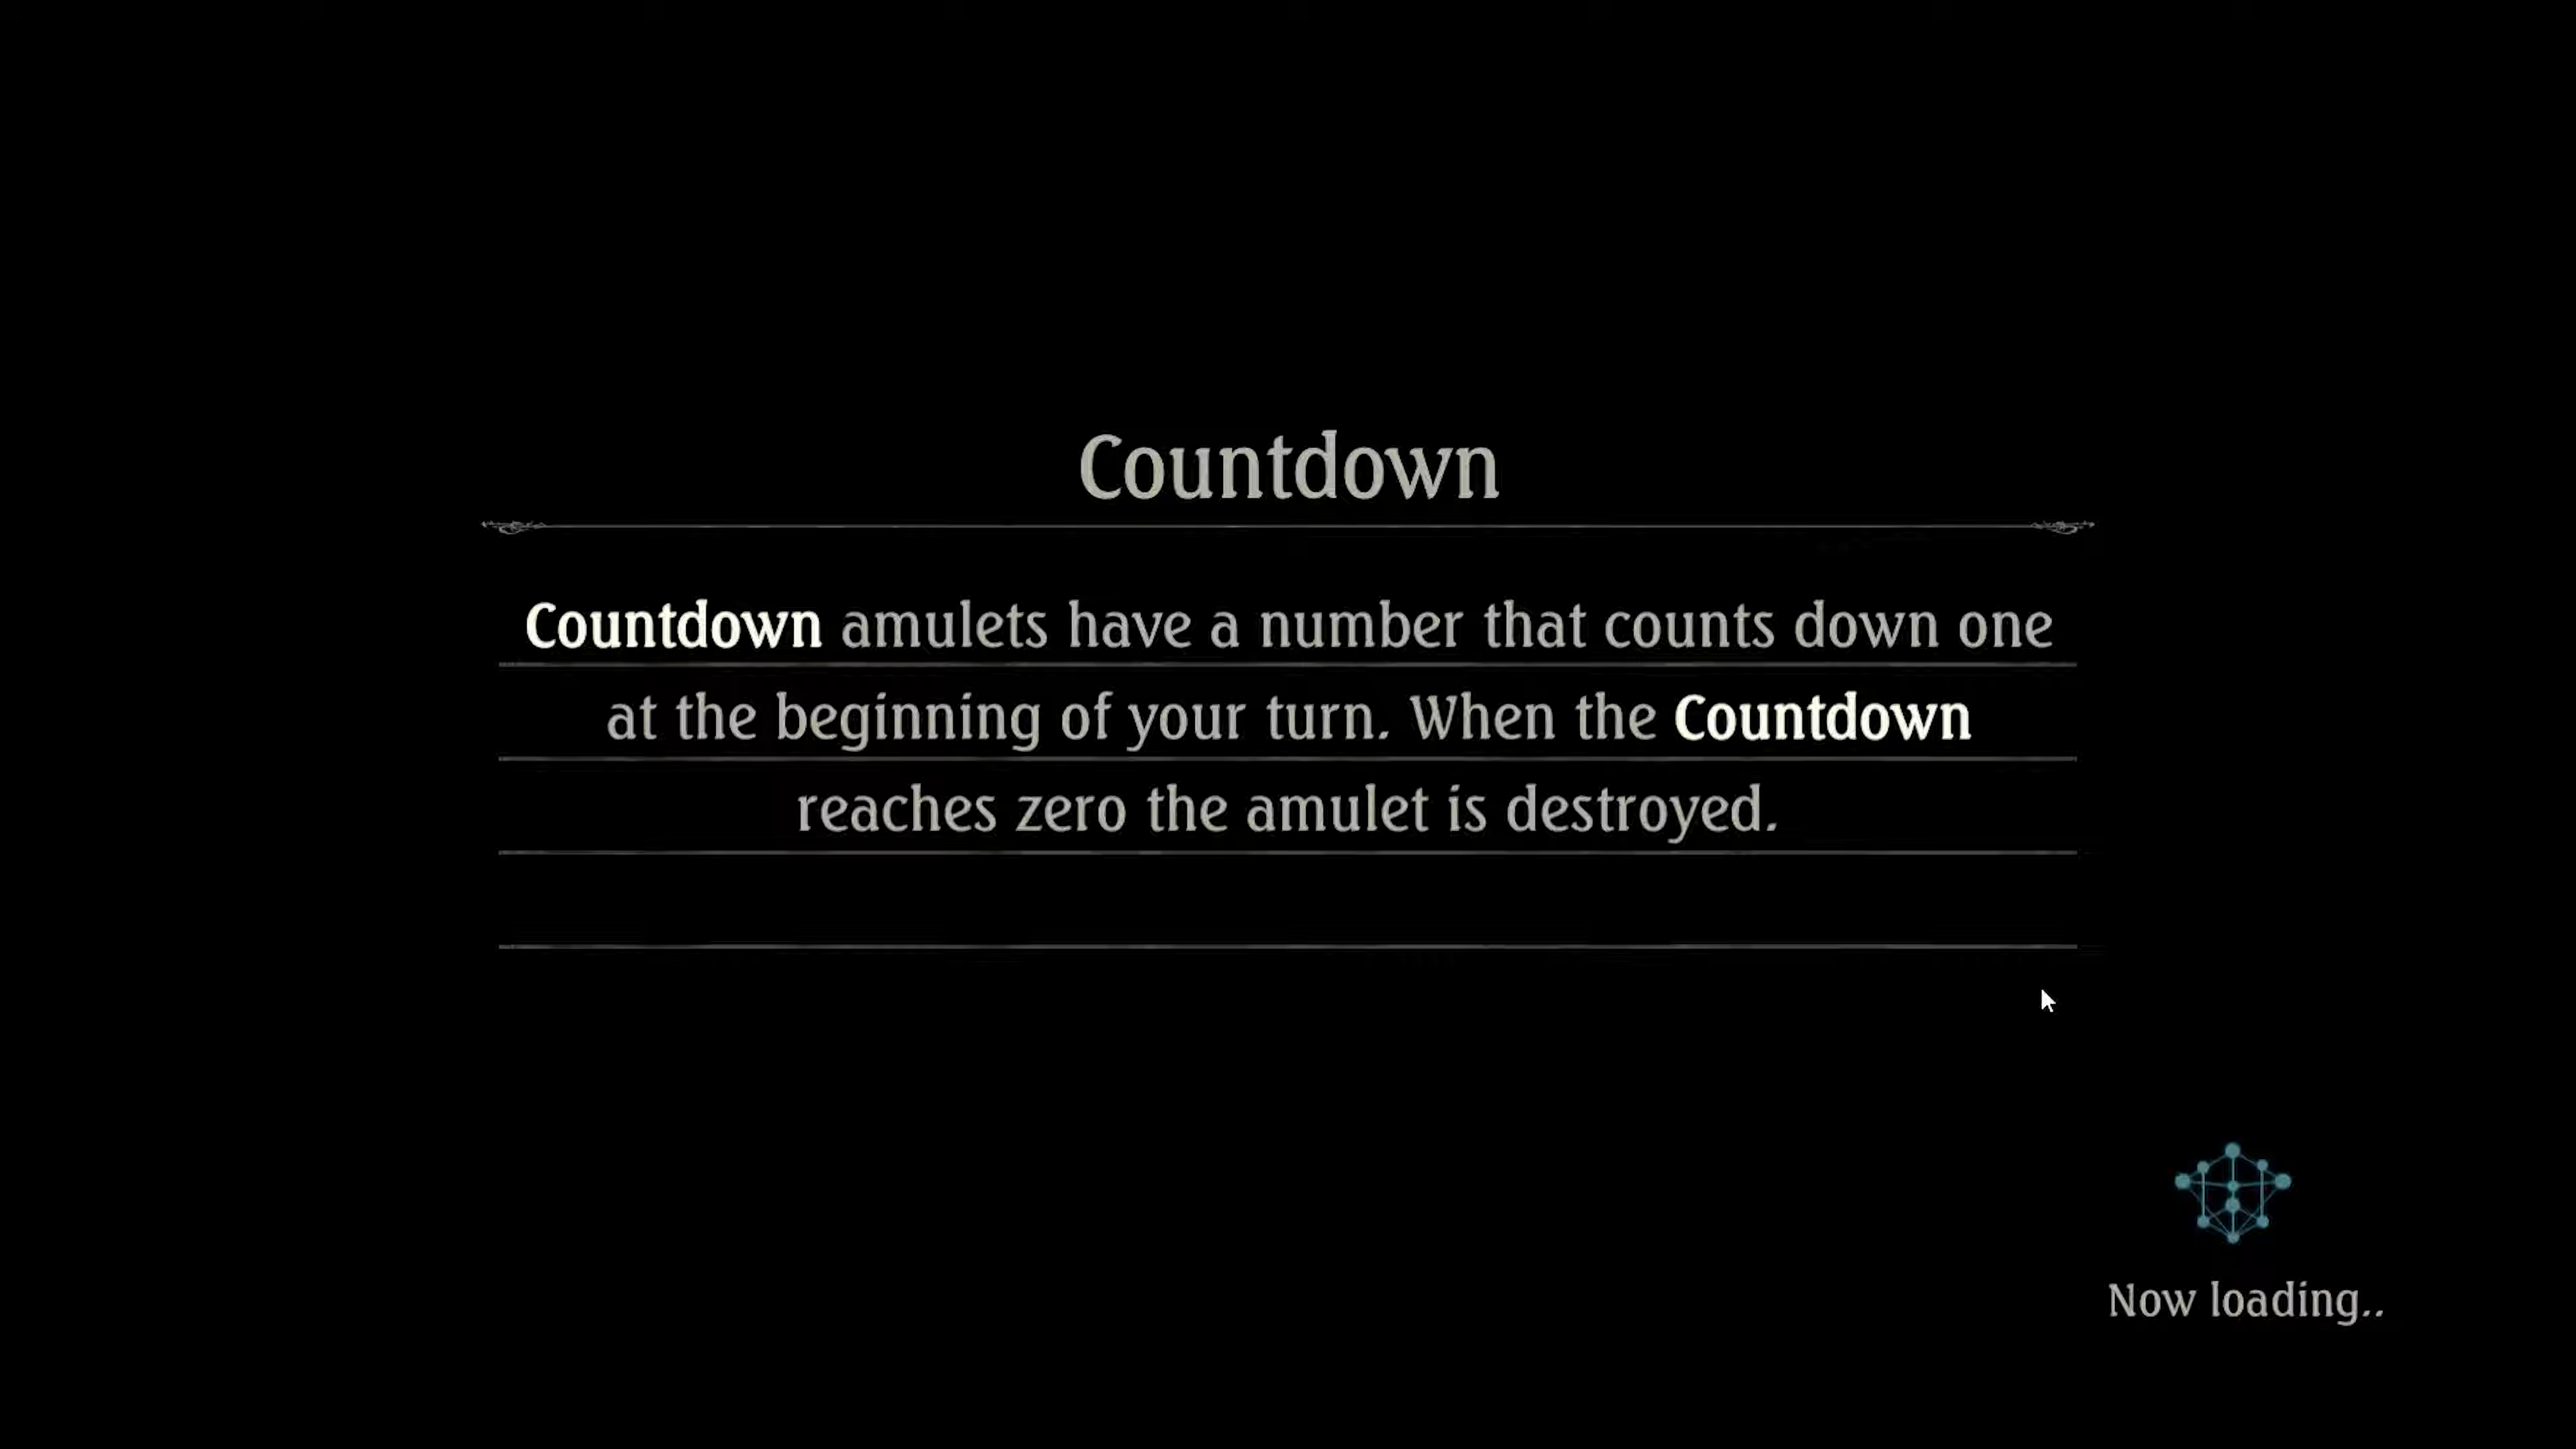 Countdown
Countdown amulets have a number that counts down one
at the beginning of your turn. When the Countdown
reaches zero the amulet is destroyed.
Now loading..